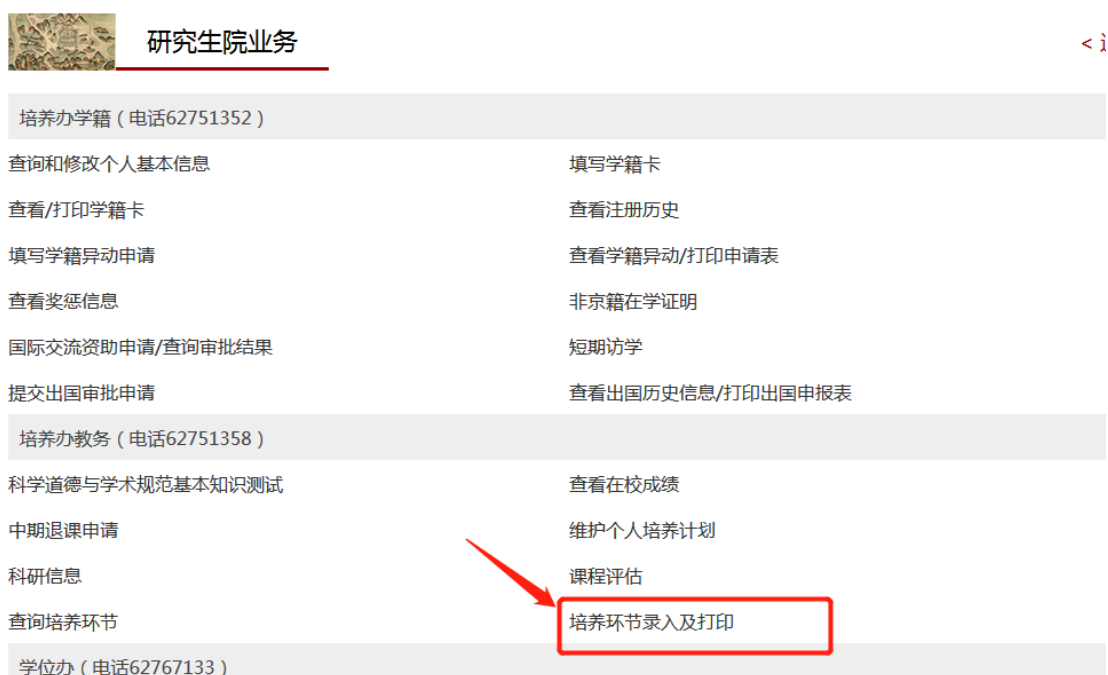 研究生院业务
<
培养办学籍（电话62751352）
查询和修改个人基本信息 填写学籍卡
查看/打印学籍卡 查看注册历史
填写学籍异动申请 查看学籍异动/打印申请表
查看奖惩信息 非京籍在学证明
国际交流资助申请/查询审批结果 短期访学
提交出国审批申请 查看出国历史信息/打印出国申报表
培养办教务（电话62751358）
科学道德与学术规范基本知识测试 查看在校成绩
中期退课申请 维护个人培养计划
科研信息 课程评估
查询培养环节 培养环节录入及打印
学位办（电话62767133）